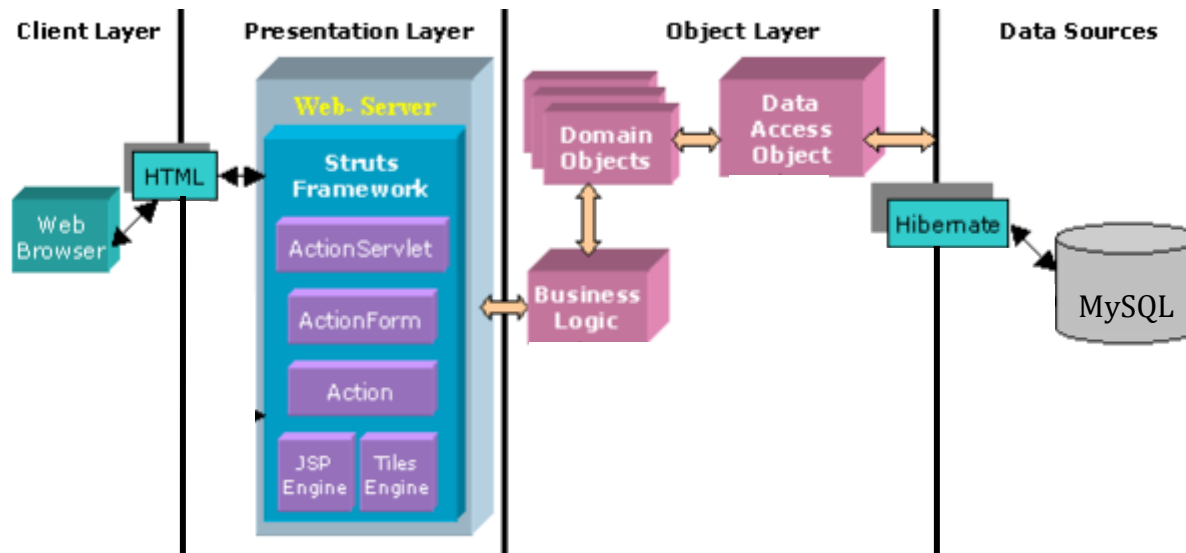 Client Layer
Presentation Layer
Object Layer
Data Sources
Web- Server
Struts
Framework
ActionServlet
ActionForm
Action
JSP
Engine
Tiles
Engine
HTML
Web
Browser
Domain
Objects
Data
Access
Object
Business
Logic
Hibernate
MySQL